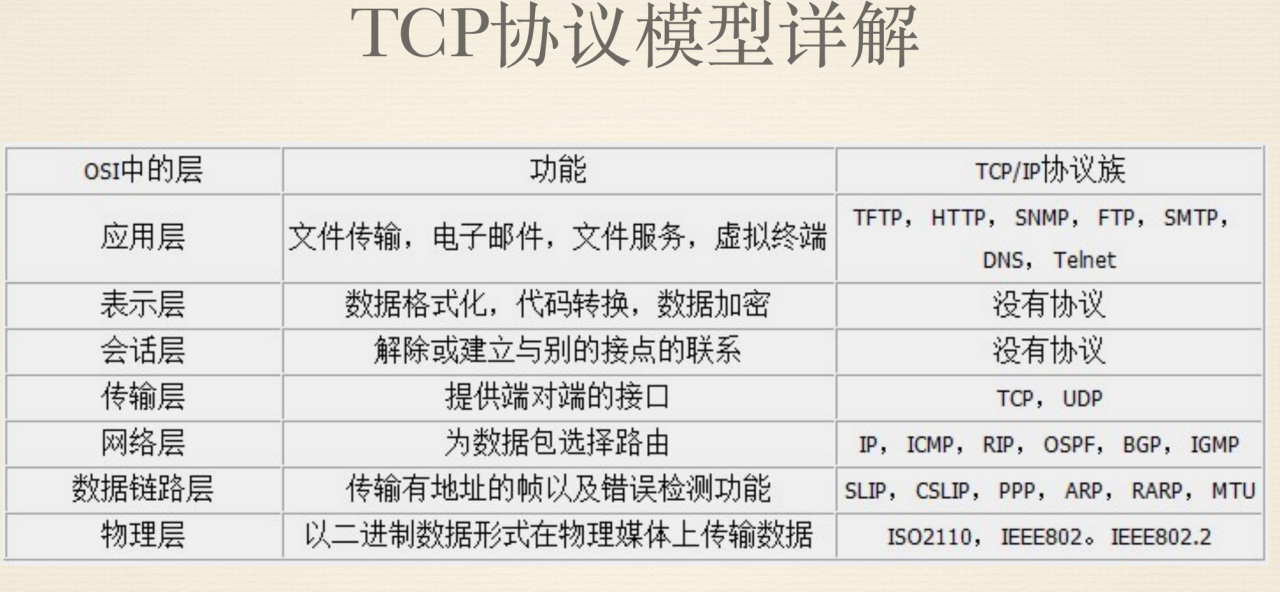 TCP协议模型详解
OSI中的层 功能 TCP/IP协议族
应用层 文件传输，电子邮件，文件服务，虚拟终端 TFTP，HTTP，SNMP，FTP，SMTP，
DNS，Telnet
表示层 数据格式化，代码转换，数据加密 没有协议
会话层 解除或建立与别的接点的联系 没有协议
传输层 提供端对端的接口 TCP，UDP
网络层 为数据包选择路由 IP，ICMP，RIP，OSPF，BGP，IGMP
数据链路层 传输有地址的帧以及错误检测功能 SLIP，CSLIP，PPP，ARP，RARP，MTU
物理层 以二进制数据形式在物理媒体上传输数据 ISO2110，IEEE802。IEEE802.2